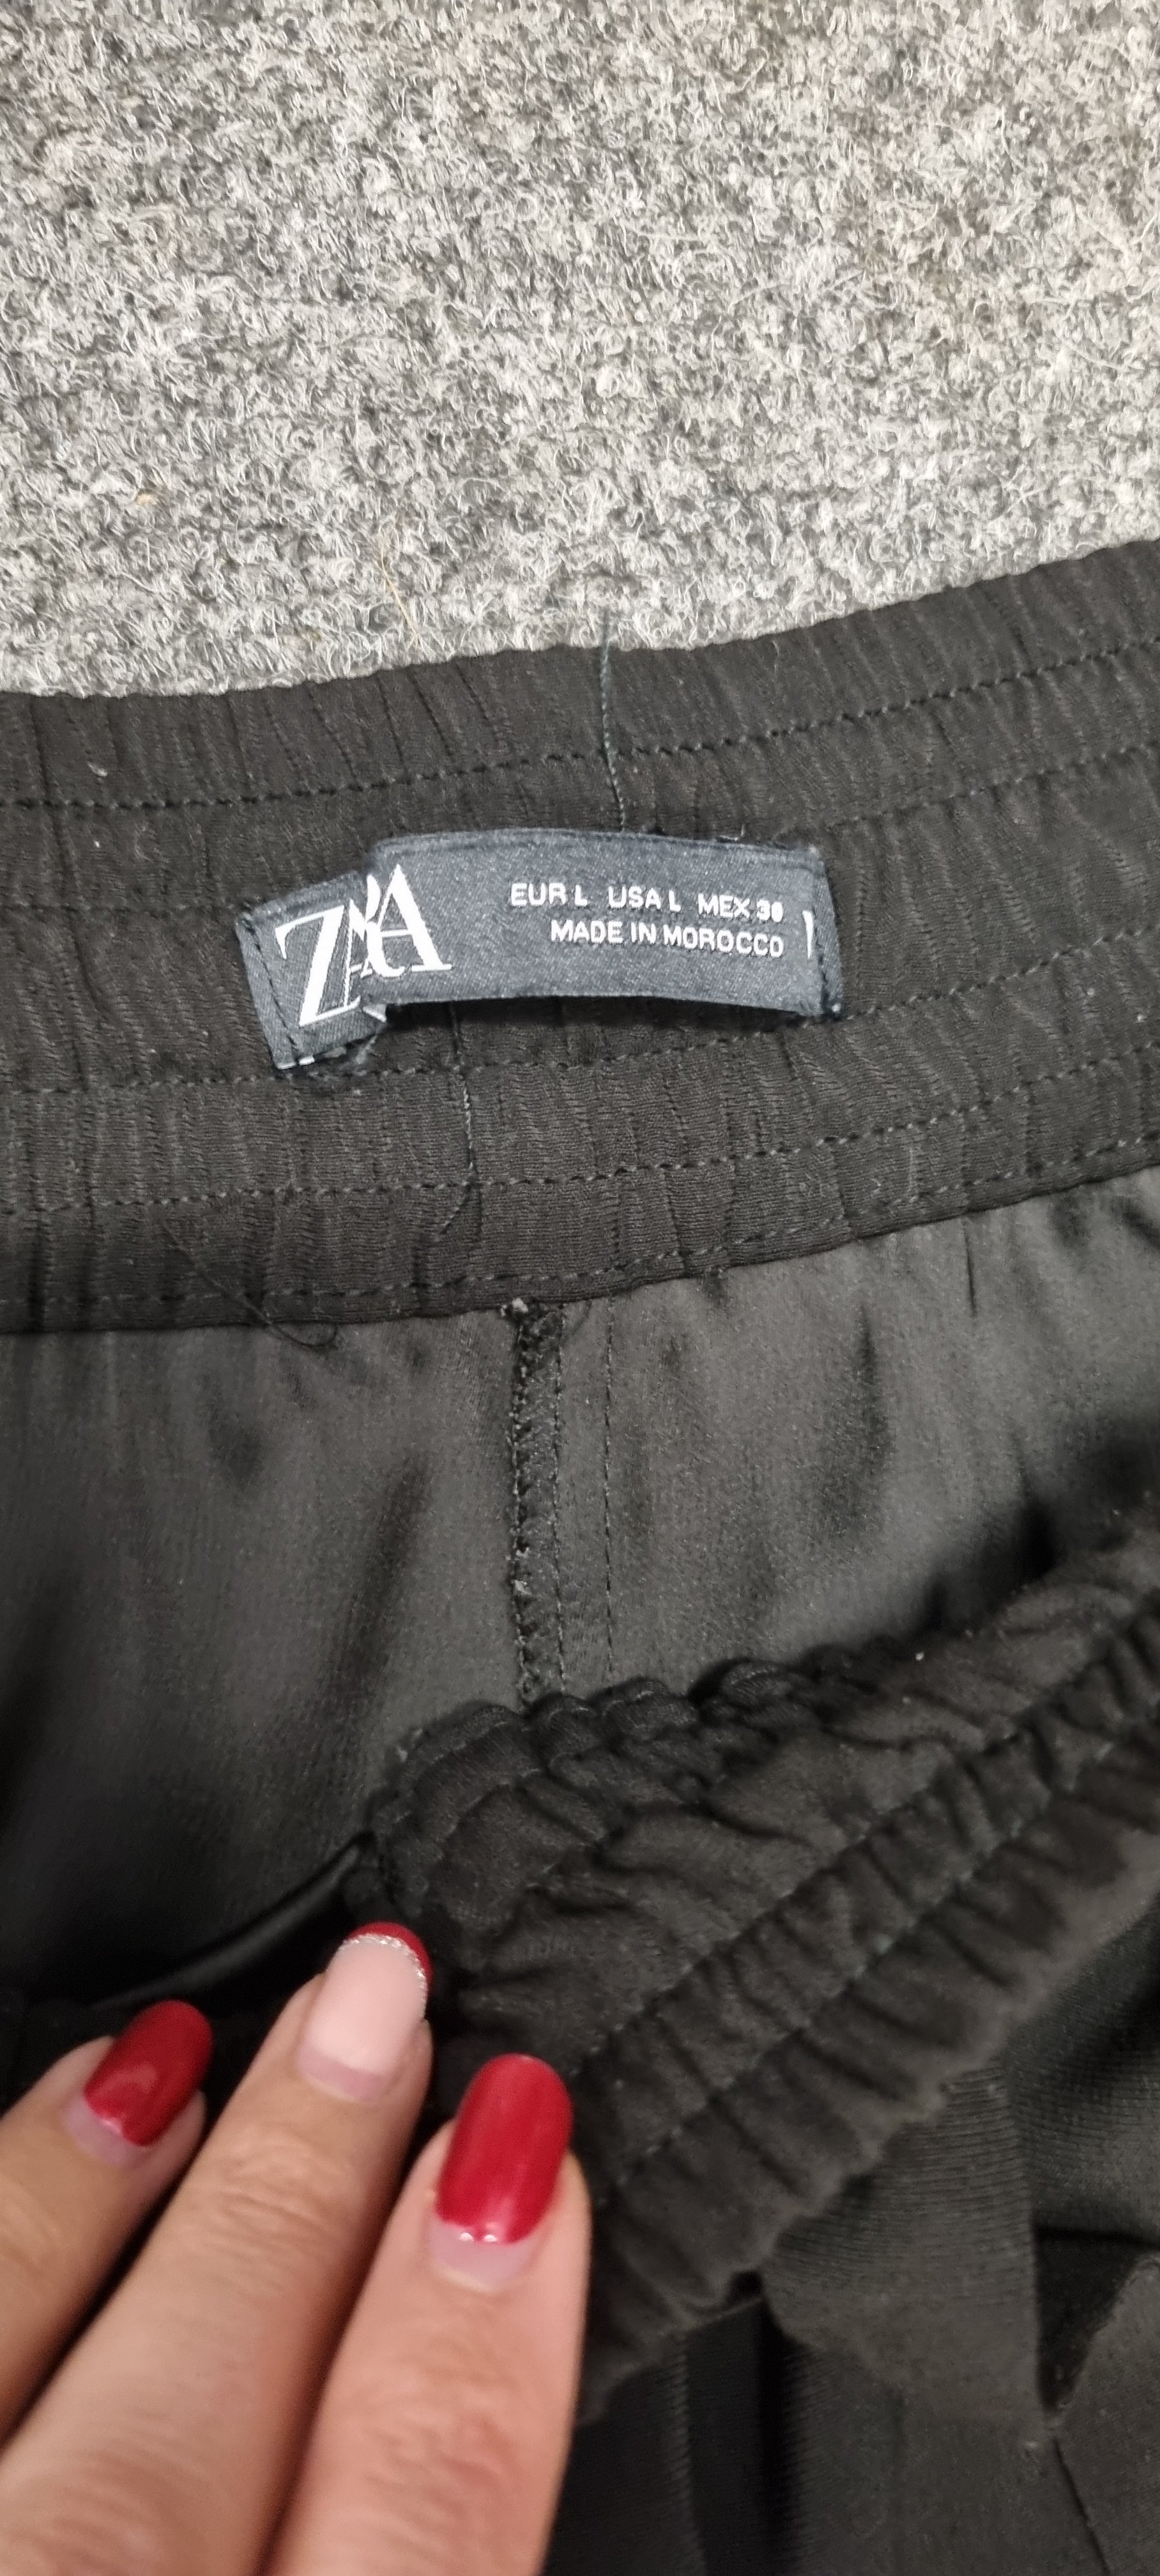 ZARA
EUR L USA L MEX 30
MADE IN MOROCCO